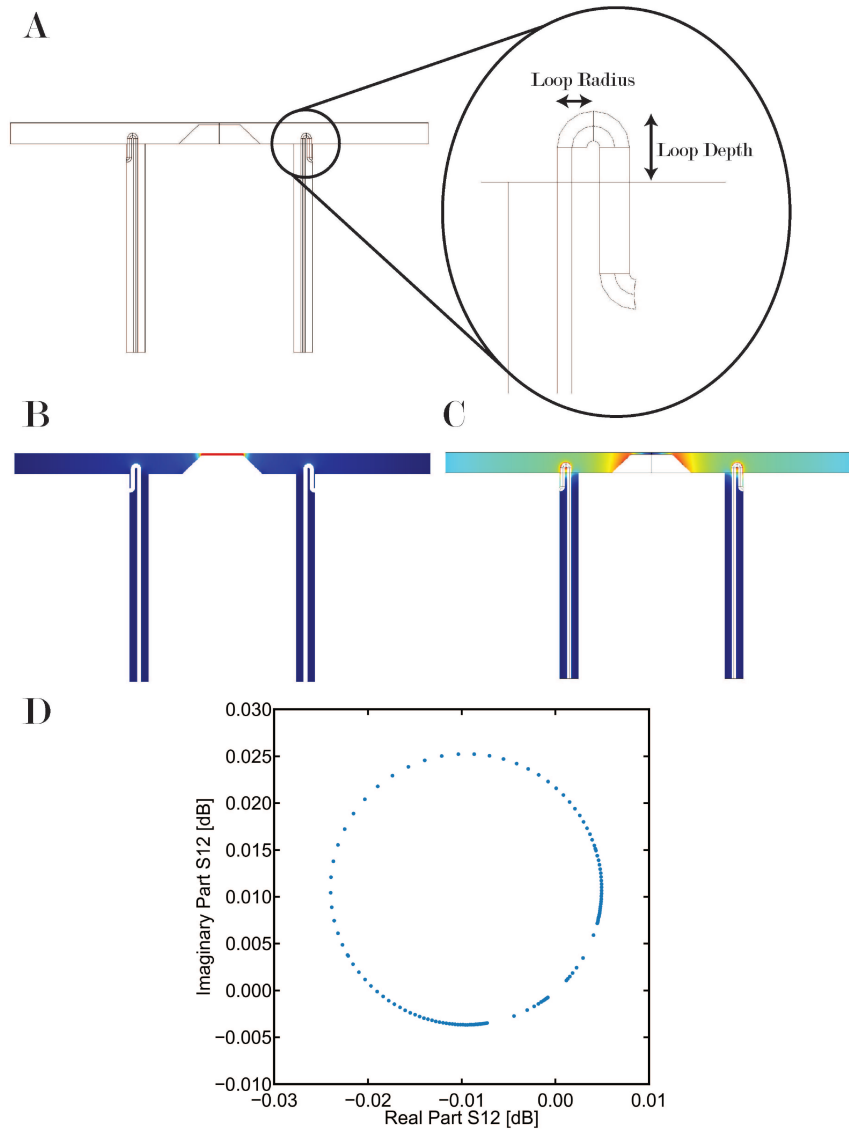 A
Loop Radius
Loop Depth
B
C
D
0.030
0.025
0.020
0.015
0.010
0.005
0.000
−0.005
−0.010
Imaginary Part S12 [dB]
−0.03
−0.02
−0.01
0.00
0.01
Real Part S12 [dB]